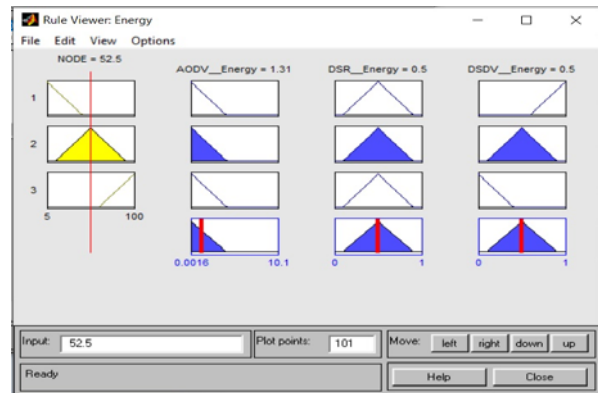 Rule Viewer: Energy
File Edit View Options
NODE = 52.5
AODV__Energy = 1.31
DSR__Energy = 0.5
DSDV__Energy = 0.5
1
2
3
5 100
0.0016 10.1
0 1
0 1
Input: 52.5
Plot points: 101
Move: left right down up
Ready
Help Close